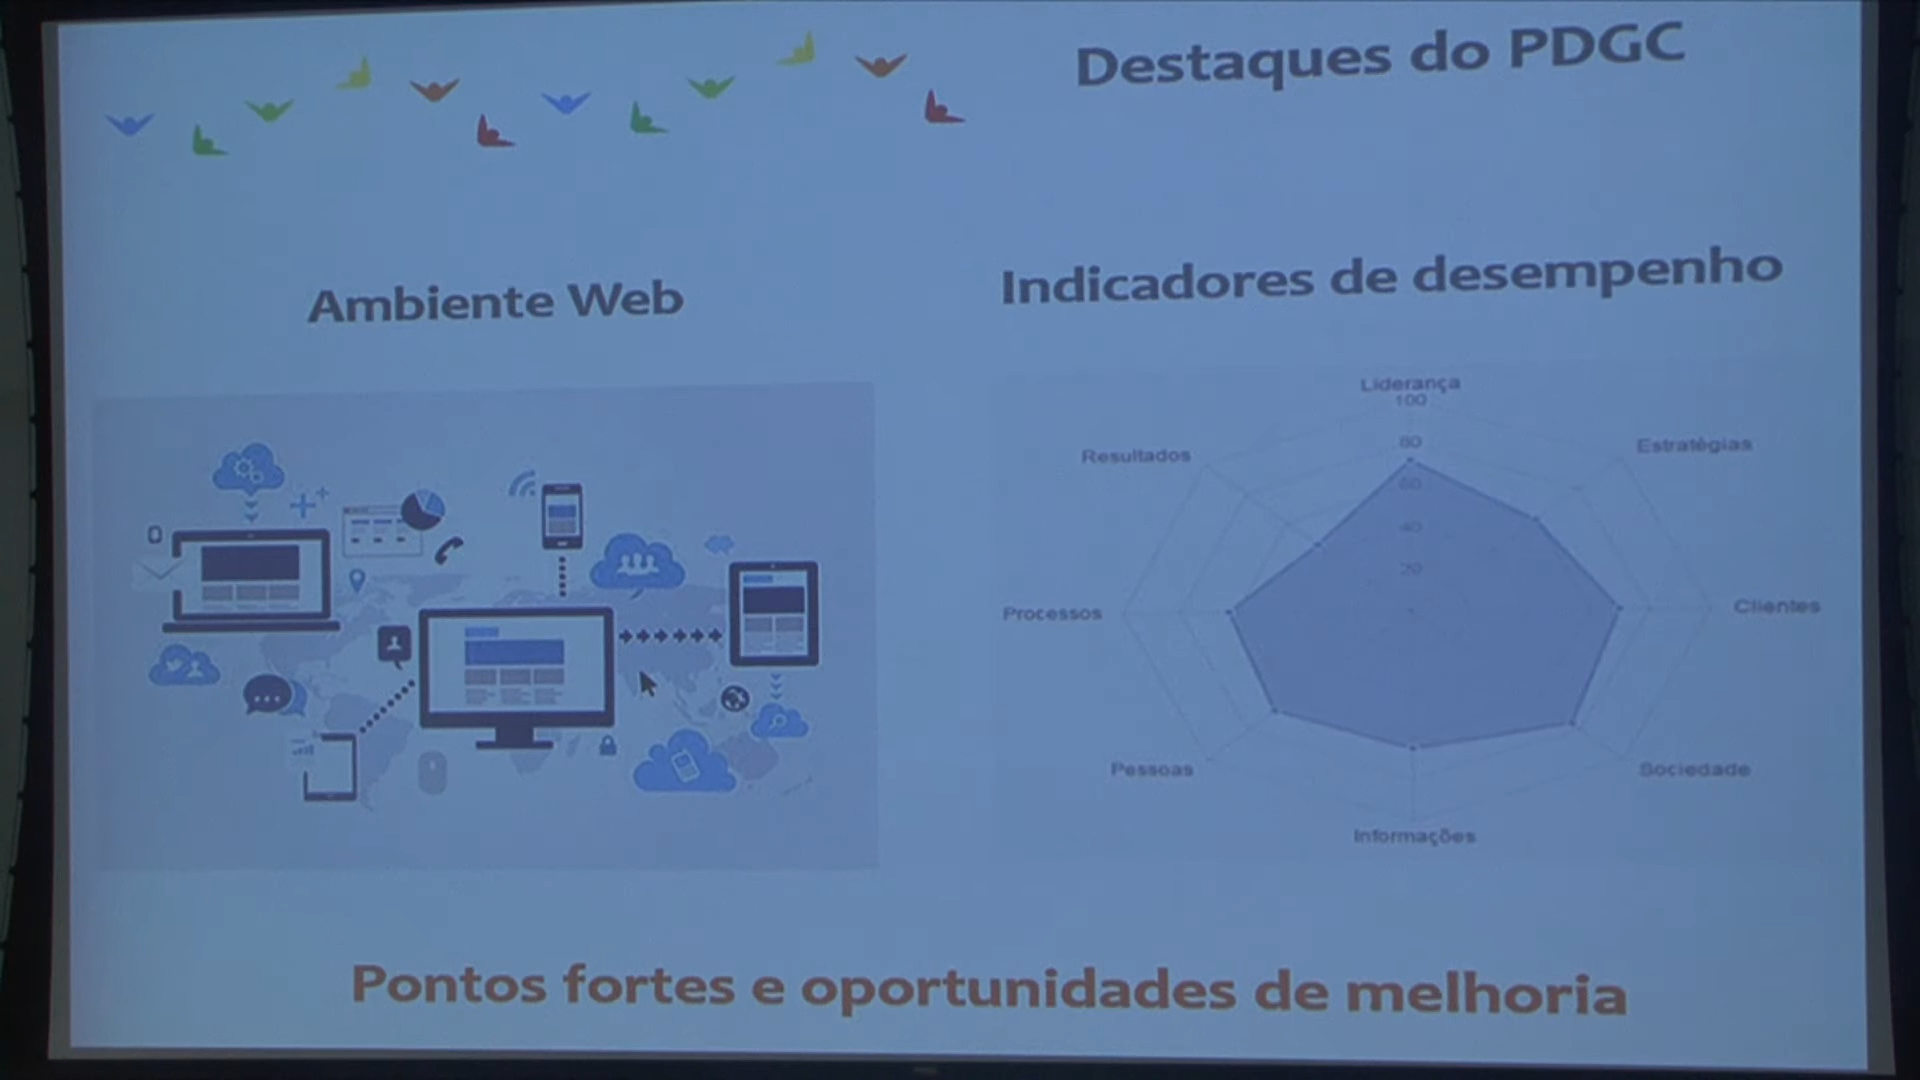 Destaques do PDGC
Ambiente Web
Indicadores de desempenho
Liderança
100
80
60
40
20
Resultados
Estratégias
Processos
Clientes
Pessoas
Sociedade
Informações
Pontos fortes e oportunidades de melhoria